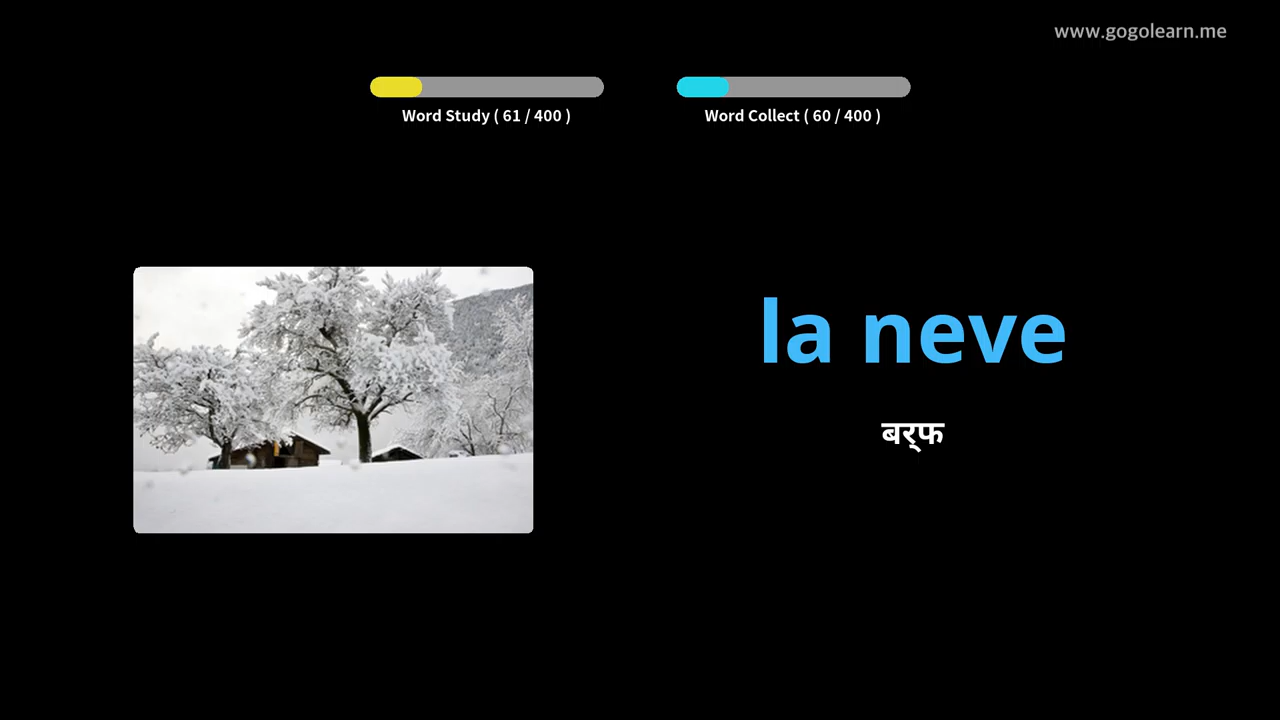 www.gogolearn.me
Word Study ( 61 / 400 )
Word Collect ( 60 / 400 )
la neve
बर्फ